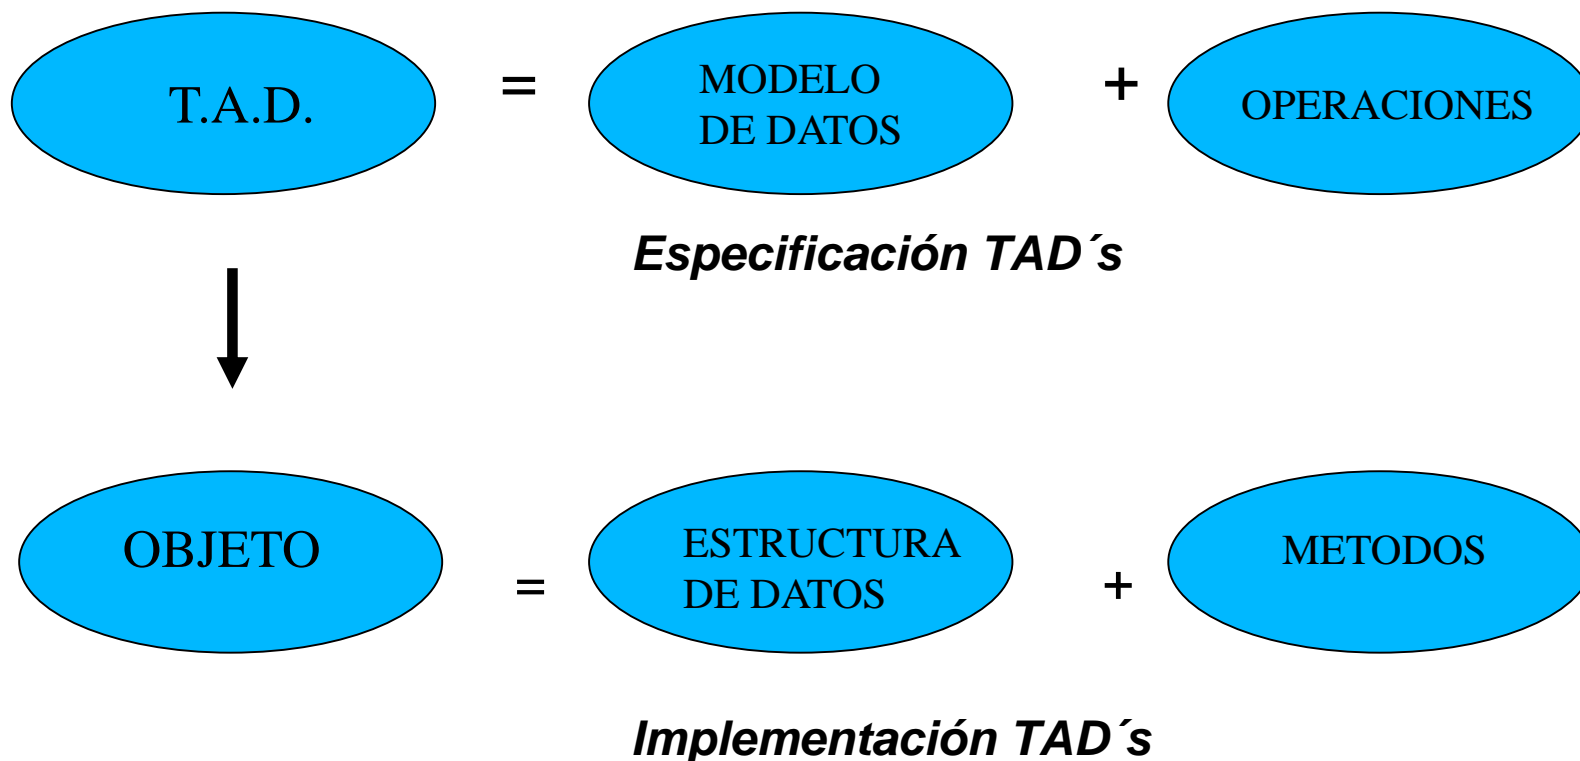 T.A.D.
=
MODELO
DE DATOS
+
OPERACIONES
Especificación TAD´s
OBJETO
=
ESTRUCTURA
DE DATOS
+
METODOS
Implementación TAD´s